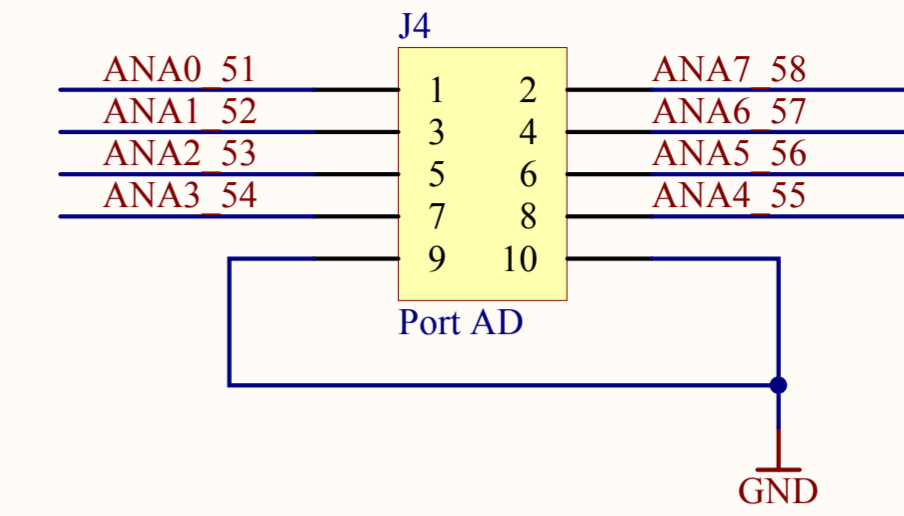 J4
ANA0_51 1 2 ANA7_58
ANA1_52 3 4 ANA6_57
ANA2_53 5 6 ANA5_56
ANA3_54 7 8 ANA4_55
9 10
Port AD
GND